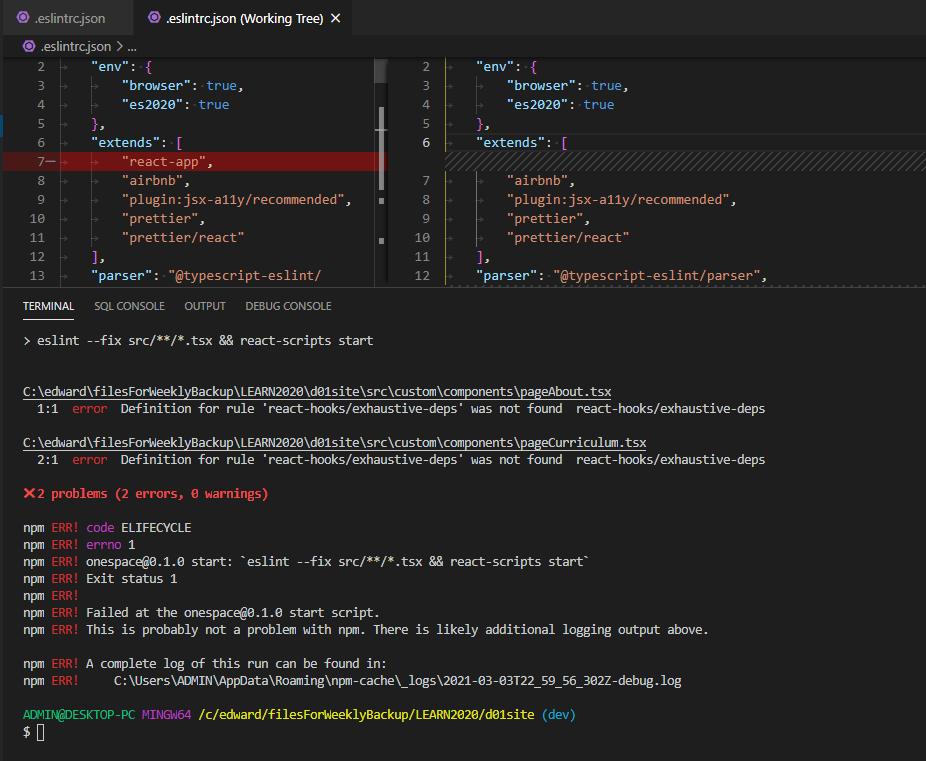 .eslintrc.json
.eslintrc.json (Working Tree) ✕
.eslintrc.json > ...
2 "env": {
3 "browser": true,
4 "es2020": true
5 },
6 "extends": [
7— "react-app",
8 "airbnb",
9 "plugin:jsx-a11y/recommended",
10 "prettier",
11 "prettier/react"
12 ],
13 "parser": "@typescript-eslint/
2 "env": {
3 "browser": true,
4 "es2020": true
5 },
6 "extends": [
7 "airbnb",
8 "plugin:jsx-a11y/recommended",
9 "prettier",
10 "prettier/react"
11 ],
12 "parser": "@typescript-eslint/parser",
TERMINAL SQL CONSOLE OUTPUT DEBUG CONSOLE
> eslint --fix src/**/*.tsx && react-scripts start
C:\edward\filesForWeeklyBackup\LEARN2020\d01site\src\custom\components\pageAbout.tsx
1:1 error Definition for rule 'react-hooks/exhaustive-deps' was not found react-hooks/exhaustive-deps
C:\edward\filesForWeeklyBackup\LEARN2020\d01site\src\custom\components\pageCurriculum.tsx
2:1 error Definition for rule 'react-hooks/exhaustive-deps' was not found react-hooks/exhaustive-deps
❌2 problems (2 errors, 0 warnings)
npm ERR! code ELIFECYCLE
npm ERR! errno 1
npm ERR! onespace@0.1.0 start: `eslint --fix src/**/*.tsx && react-scripts start`
npm ERR! Exit status 1
npm ERR!
npm ERR! Failed at the onespace@0.1.0 start script.
npm ERR! This is probably not a problem with npm. There is likely additional logging output above.
npm ERR! A complete log of this run can be found in:
npm ERR! C:\Users\ADMIN\AppData\Roaming\npm-cache\_logs\2021-03-03T22_59_56_302Z-debug.log
ADMIN@DESKTOP-PC MINGW64 /c/edward/filesForWeeklyBackup/LEARN2020/d01site (dev)
$